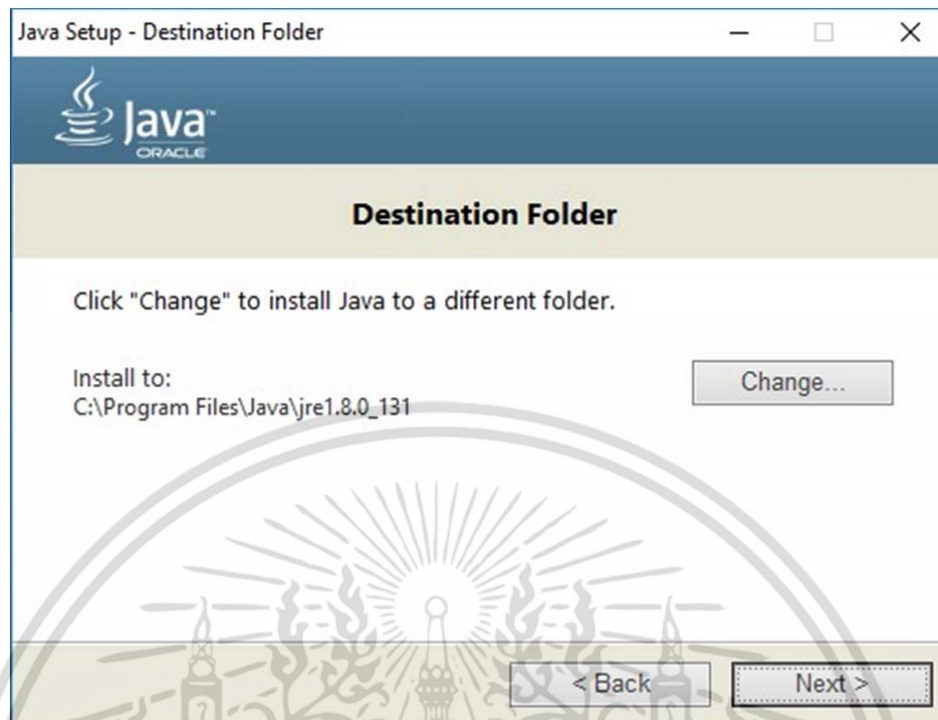 Java Setup - Destination Folder
Java™
ORACLE
Destination Folder
Click "Change" to install Java to a different folder.
Install to:
Change...
C:\Program Files\Java\jre1.8.0_131
< Back
Next >